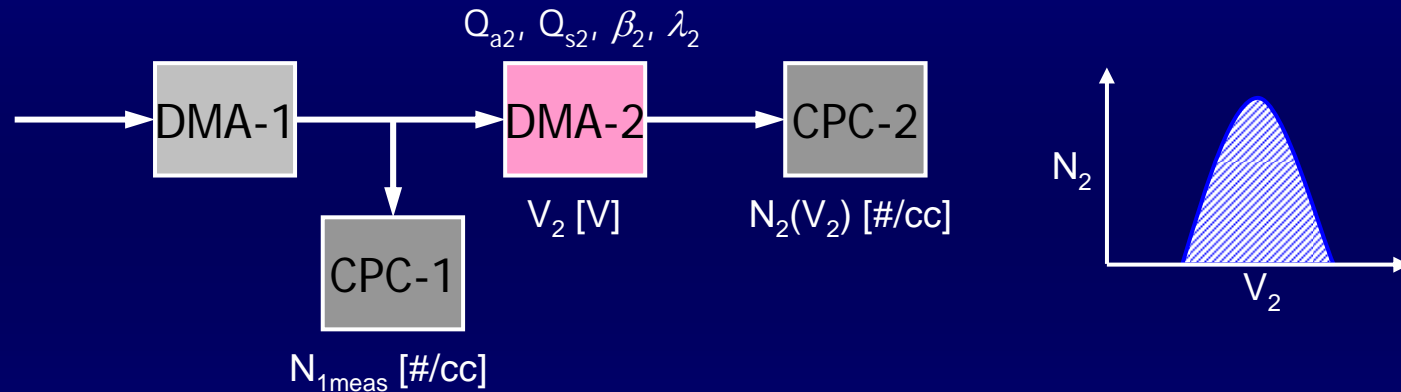 Qa2, Qs2, β2, λ2
DMA-1
DMA-2
CPC-2
V2 [V]
N2(V2) [#/cc]
CPC-1
N1meas [#/cc]
N2
V2